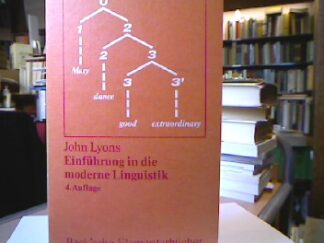 0
1 2
2 3
Mary
3 3'
dance
good extraordinary
John Lyons
Einführung in die
moderne Linguistik
4. Auflage